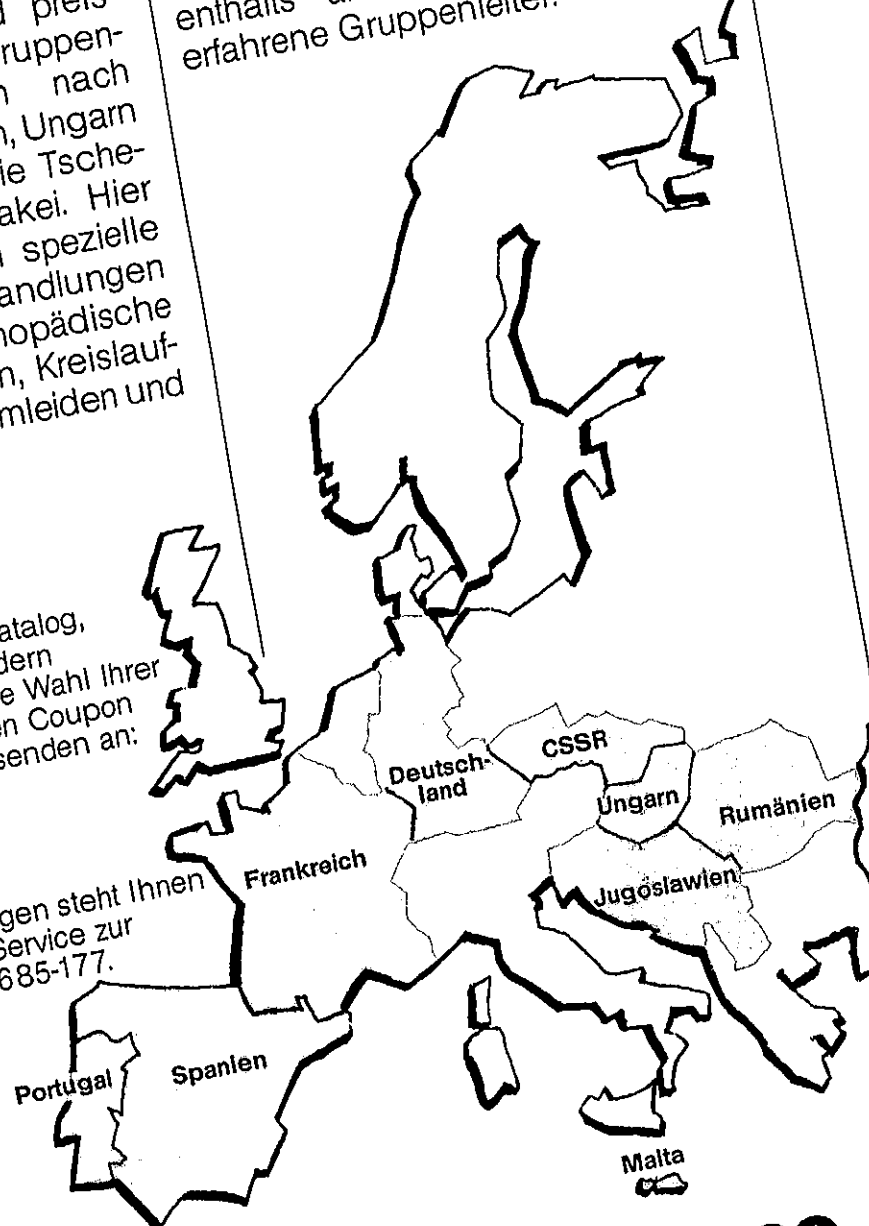 preis-
ruppen-
nach
Ungarn
ie Tsche-
akei. Hier
spezielle
andlungen
nopädische
n, Kreislauf-
mleiden und
enthalts
erfahrene Gruppenleiter.
atalog,
dern
e Wahl Ihrer
en Coupon
senden an:
gen steht Ihnen
Service zur
685-177.
CSSR
Deutsch-
land
Ungarn
Rumänien
Frankreich
Jugoslawien
Spanien
Portugal
Malta